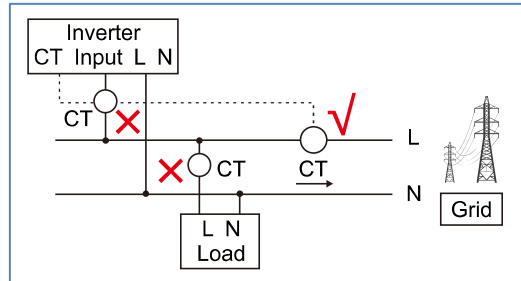 Inverter
CT Input L N
CT
L
CT
CT
N
L N
Load
Grid